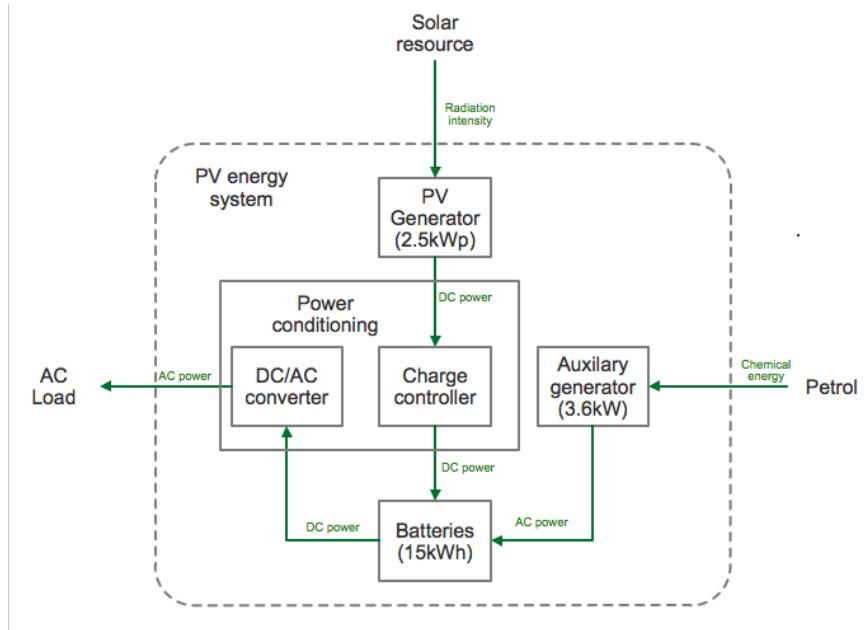 Solar
resource
Radiation
intensity
PV energy
system
PV
Generator
(2.5kWp)
DC power
Power
conditioning
AC
Load
AC power
DC/AC
converter
Charge
controller
Auxilary
generator
(3.6kW)
Chemical
energy
Petrol
DC power
DC power
Batteries
(15kWh)
AC power